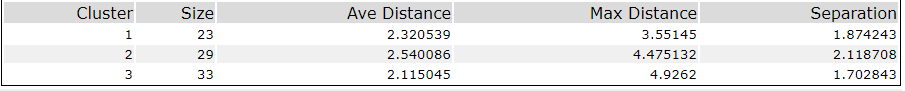 Cluster Size Ave Distance Max Distance Separation
1 23 2.320539 3.55145 1.874243
2 29 2.540086 4.475132 2.118708
3 33 2.115045 4.9262 1.702843